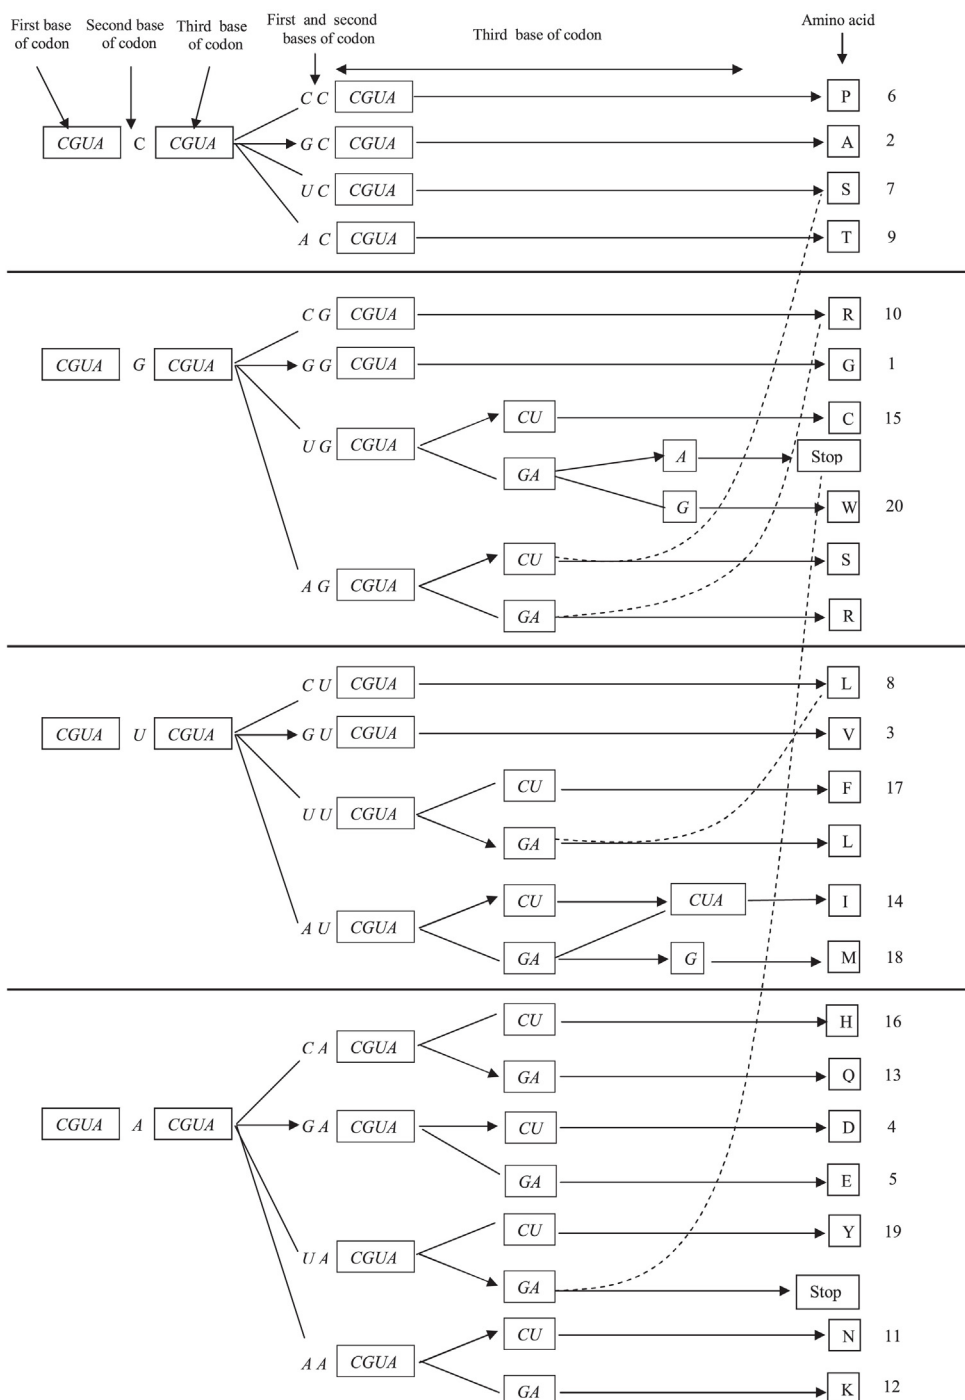 First base of codon
Second base of codon
Third base of codon
First and second bases of codon
Third base of codon
Amino acid
C C CGUA P 6
CGUA C CGUA G C CGUA A 2
U C CGUA S 7
A C CGUA T 9
C G CGUA R 10
CGUA G CGUA G G CGUA G 1
CU C 15
U G CGUA
A Stop
GA
G W 20
CU S
A G CGUA
GA R
C U CGUA L 8
CGUA U CGUA G U CGUA V 3
CU F 17
U U CGUA
GA L
CU CUA I 14
A U CGUA
GA G M 18
CU H 16
C A CGUA
GA Q 13
CGUA A CGUA G A CGUA CU D 4
GA E 5
CU Y 19
U A CGUA
GA Stop
CU N 11
A A CGUA
GA K 12